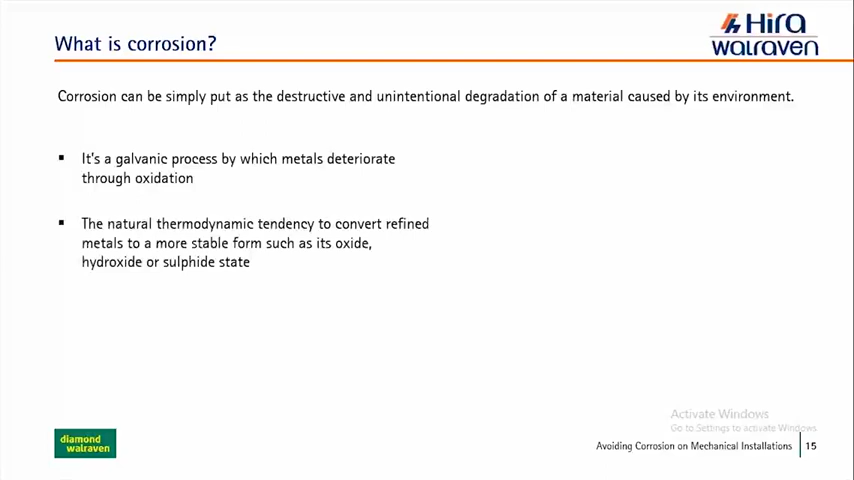 What is corrosion?
Hira
walraven
Corrosion can be simply put as the destructive and unintentional degradation of a material caused by its environment.
▪ It's a galvanic process by which metals deteriorate
through oxidation
▪ The natural thermodynamic tendency to convert refined
metals to a more stable form such as its oxide,
hydroxide or sulphide state
Activate Windows
Go to Settings to activate Windows
diamond
walraven
Avoiding Corrosion on Mechanical Installations 15